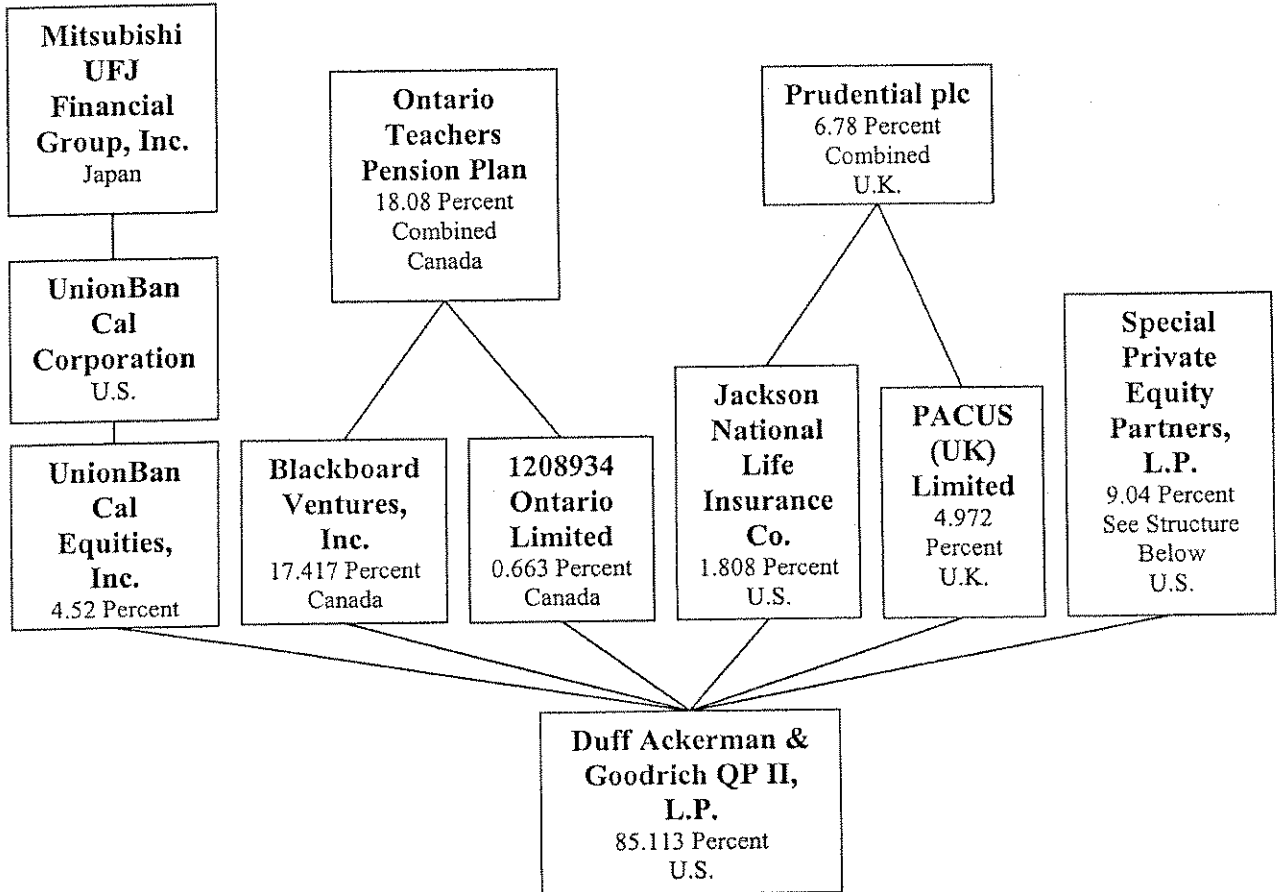 Mitsubishi
UFJ
Financial
Group, Inc.
Japan
UnionBan
Cal
Corporation
U.S.
UnionBan
Cal
Equities,
Inc.
4.52 Percent
Ontario
Teachers
Pension Plan
18.08 Percent
Combined
Canada
Blackboard
Ventures,
Inc.
17.417 Percent
Canada
1208934
Ontario
Limited
0.663 Percent
Canada
Prudential plc
6.78 Percent
Combined
U.K.
Jackson
National
Life
Insurance
Co.
1.808 Percent
U.S.
PACUS
(UK)
Limited
4.972
Percent
U.K.
Special
Private
Equity
Partners,
L.P.
9.04 Percent
See Structure
Below
U.S.
Duff Ackerman &
Goodrich QP II,
L.P.
85.113 Percent
U.S.